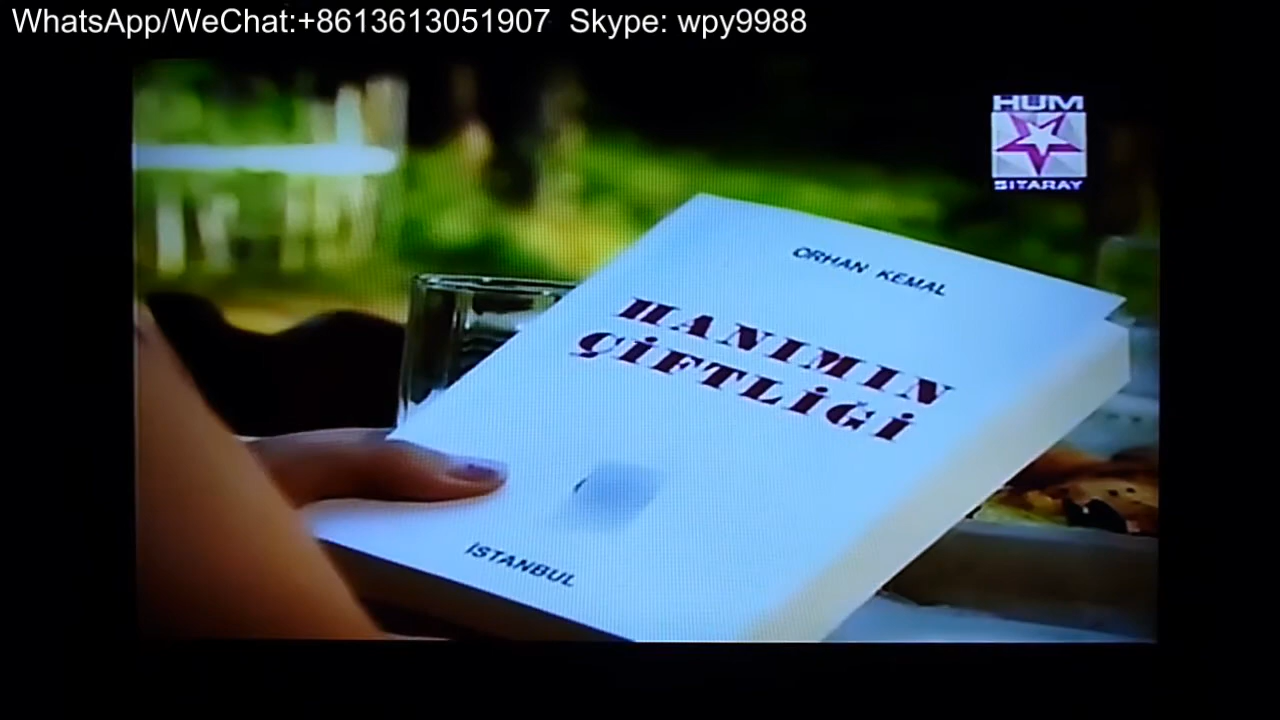 WhatsApp/WeChat:+8613613051907 Skype: wpy9988
HUM
SITARAY
ORHAN KEMAL
HANIMIN
ÇİFTLİĞİ
İSTANBUL